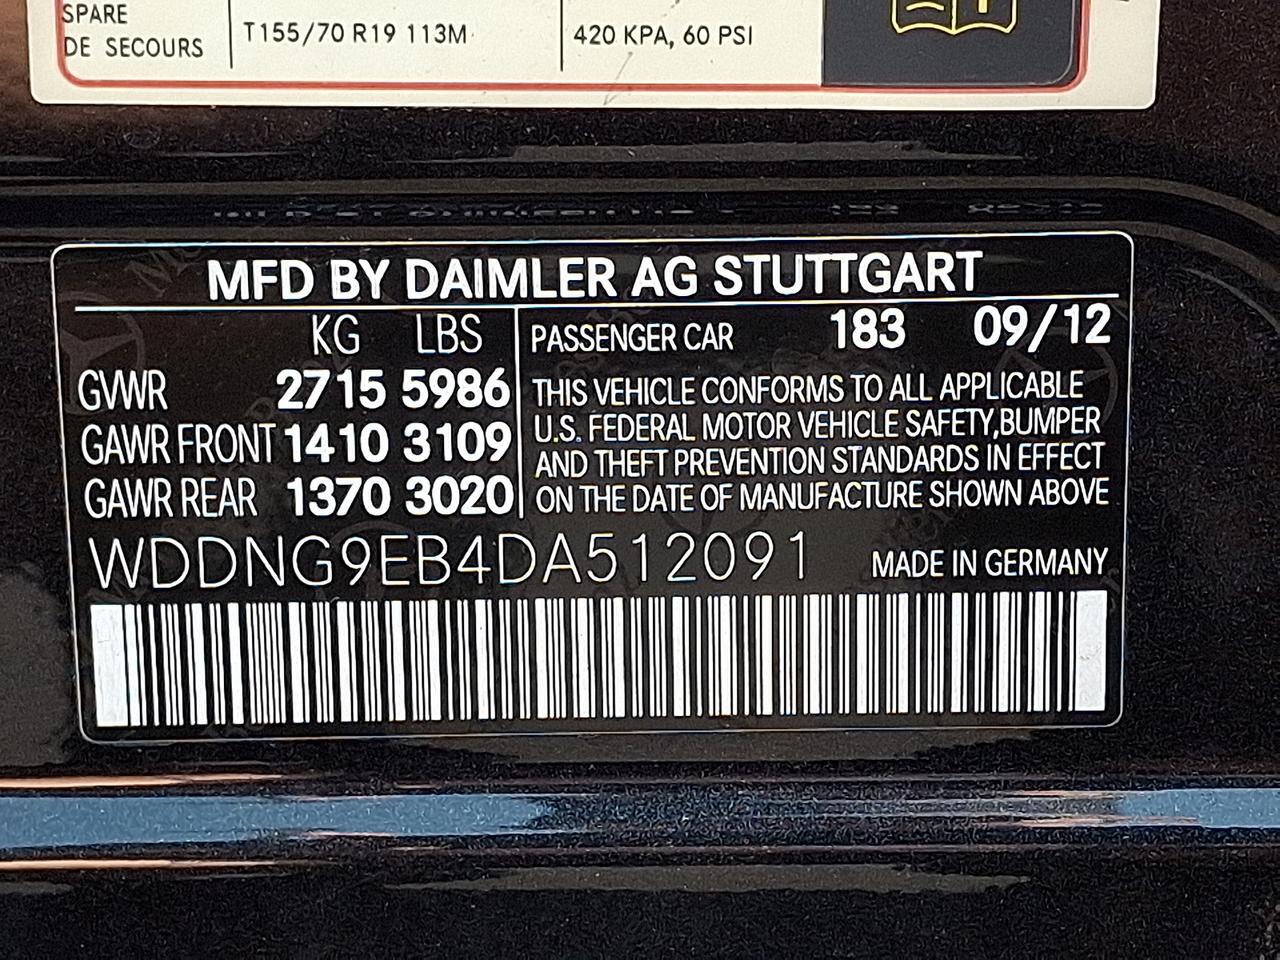 SPARE
DE SECOURS
T155/70 R19 113M
420 KPA, 60 PSI
MFD BY DAIMLER AG STUTTGART
KG LBS
GVWR 2715 5986
GAWR FRONT 1410 3109
GAWR REAR 1370 3020
PASSENGER CAR 183 09/12
THIS VEHICLE CONFORMS TO ALL APPLICABLE
U.S. FEDERAL MOTOR VEHICLE SAFETY,BUMPER
AND THEFT PREVENTION STANDARDS IN EFFECT
ON THE DATE OF MANUFACTURE SHOWN ABOVE
WDDNG9EB4DA512091 MADE IN GERMANY